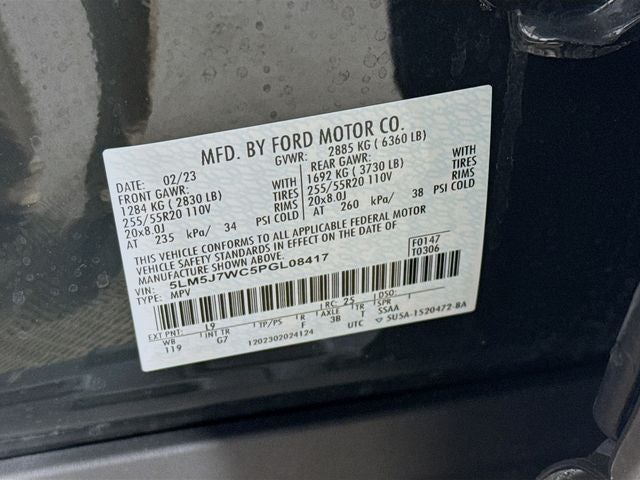 MFD. BY FORD MOTOR CO.
DATE: 02/23 GVWR: 2885 KG ( 6360 LB)
FRONT GAWR: REAR GAWR:
1284 KG ( 2830 LB) WITH 1692 KG ( 3730 LB) WITH
255/55R20 110V TIRES 255/55R20 110V TIRES
20x8.0J RIMS 20x8.0J RIMS
AT 235 kPa/ 34 PSI COLD AT 260 kPa/ 38 PSI COLD
THIS VEHICLE CONFORMS TO ALL APPLICABLE FEDERAL MOTOR
VEHICLE SAFETY STANDARDS IN EFFECT ON THE DATE OF
MANUFACTURE SHOWN ABOVE.
VIN: 5LM5J7WC5PGL08417 F0147
TYPE: MPV T0306
EXT PNT: L9 RC: 25 DSO:
WB INT TR TP/PS R AXLE TR SPR
119 G7 F 3B T SSAA
1202302024124 UTC SU5A-1520472-BA